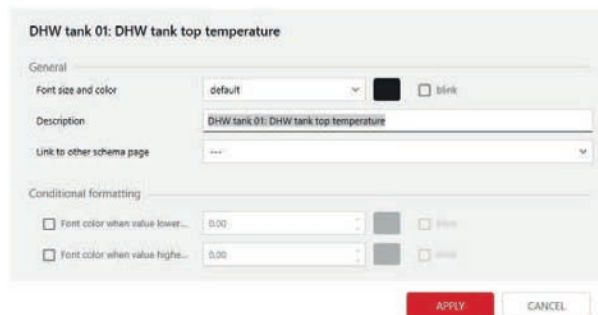 DHW tank 01: DHW tank top temperature
General
Font size and color default blink
Description DHW tank 01: DHW tank top temperature
Link to other schema page ---
Conditional formatting
Font color when value lower... 0.00 blink
Font color when value highe... 0.00 blink
APPLY CANCEL